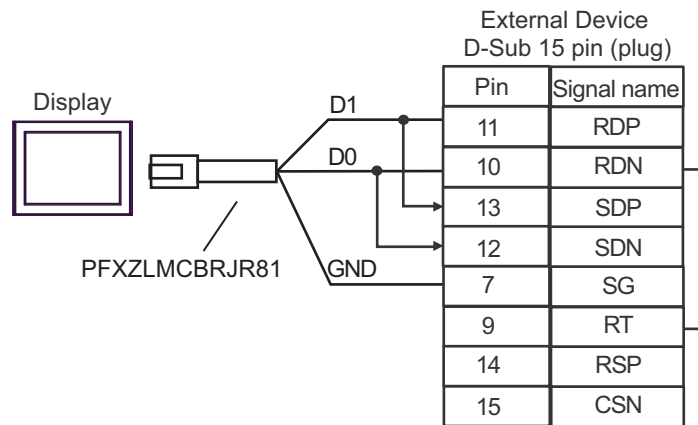 External Device
D-Sub 15 pin (plug)
Display
Pin Signal name
D1
11 RDP
D0
10 RDN
13 SDP
12 SDN
PFXZLMCBRJR81
GND
7 SG
9 RT
14 RSP
15 CSN